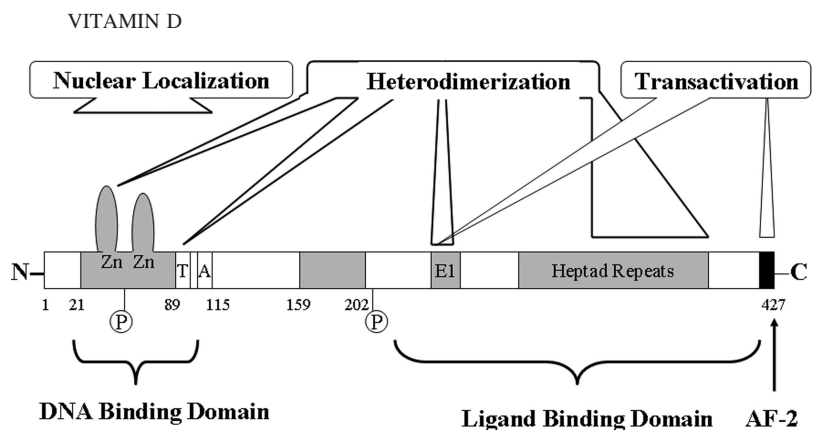 VITAMIN D
Nuclear Localization
Heterodimerization
Transactivation
Zn Zn
N T A E1 Heptad Repeats C
1 21 89 115 159 202 427
P P
DNA Binding Domain
Ligand Binding Domain
AF-2